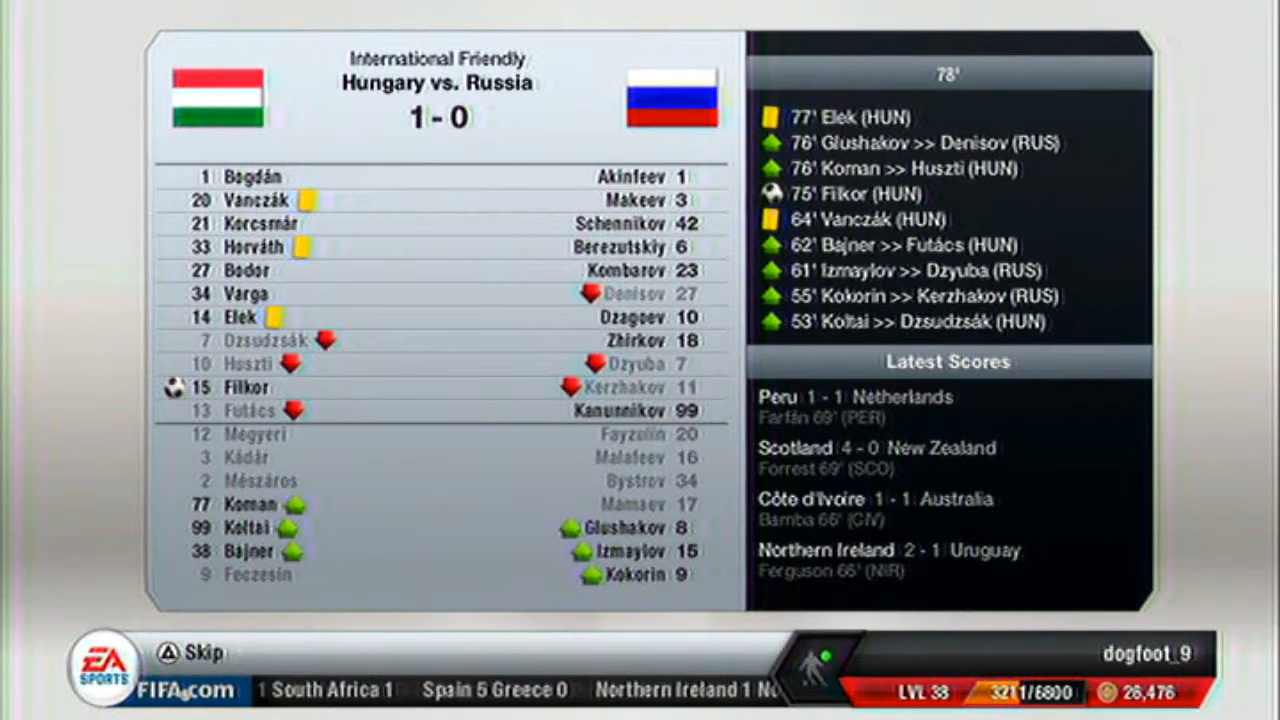 International Friendly
Hungary vs. Russia
1 - 0
1 Bogdán Akinfeev 1
20 Vanczák Makeev 3
21 Korcsmár Schennikov 42
33 Horváth Berezutskiy 6
27 Bodor Kombarov 23
34 Varga Denisov 27
14 Elek Dzagoev 10
7 Dzsudzsák Zhirkov 18
10 Huszti Dzyuba 7
15 Filkor Kerzhakov 11
13 Futács Kanunnikov 99
12 Megyeri Fayzulin 20
3 Kádár Malafeev 16
2 Mészáros Bystrov 34
77 Koman Mamaev 17
99 Koltai Glushakov 8
38 Bajner Izmaylov 15
9 Feczesin Kokorin 9
78'
77' Elek (HUN)
76' Glushakov >> Denisov (RUS)
76' Koman >> Huszti (HUN)
75' Filkor (HUN)
64' Vanczák (HUN)
62' Bajner >> Futács (HUN)
61' Izmaylov >> Dzyuba (RUS)
55' Kokorin >> Kerzhakov (RUS)
53' Koltai >> Dzsudzsák (HUN)
Latest Scores
Peru 1 - 1 Netherlands
Farfán 69' (PER)
Scotland 4 - 0 New Zealand
Forrest 69' (SCO)
Côte d'Ivoire 1 - 1 Australia
Bamba 66' (CIV)
Northern Ireland 2 - 1 Uruguay
Ferguson 66' (NIR)
EA SPORTS
Skip
dogfoot_9
FIFA.com
1 South Africa 1 Spain 5 Greece 0 Northern Ireland 1
LVL 38 3211/6800 26,476